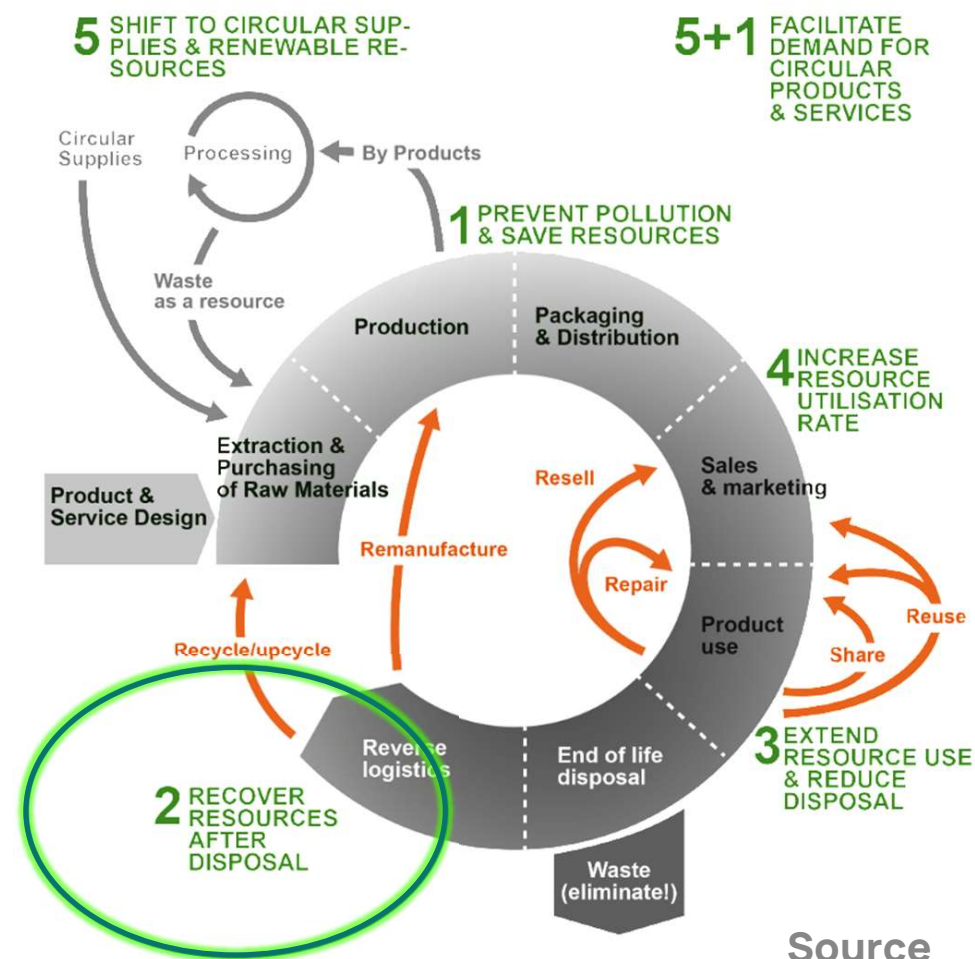 5 SHIFT TO CIRCULAR SUP-
PLIES & RENEWABLE RE-
SOURCES
5+1 FACILITATE
DEMAND FOR
CIRCULAR
PRODUCTS
& SERVICES
Circular
Supplies
Processing
By Products
1 PREVENT POLLUTION
& SAVE RESOURCES
Waste
as a resource
Production
Packaging
& Distribution
4 INCREASE
RESOURCE
UTILISATION
RATE
Extraction &
Purchasing
of Raw Materials
Product &
Service Design
Resell
Sales
& marketing
Remanufacture
Repair
Product
use
Reuse
Share
Recycle/upcycle
Reverse
logistics
End of life
disposal
3 EXTEND
RESOURCE USE
& REDUCE
DISPOSAL
2 RECOVER
RESOURCES
AFTER
DISPOSAL
Waste
(eliminate!)
Source